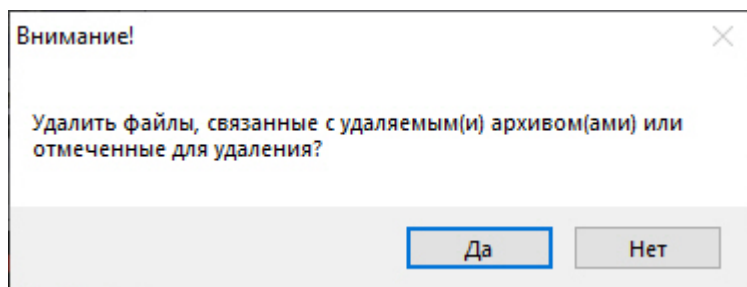 Внимание!
Удалить файлы, связанные с удаляемым(и) архивом(ами) или
отмеченные для удаления?
Да
Нет